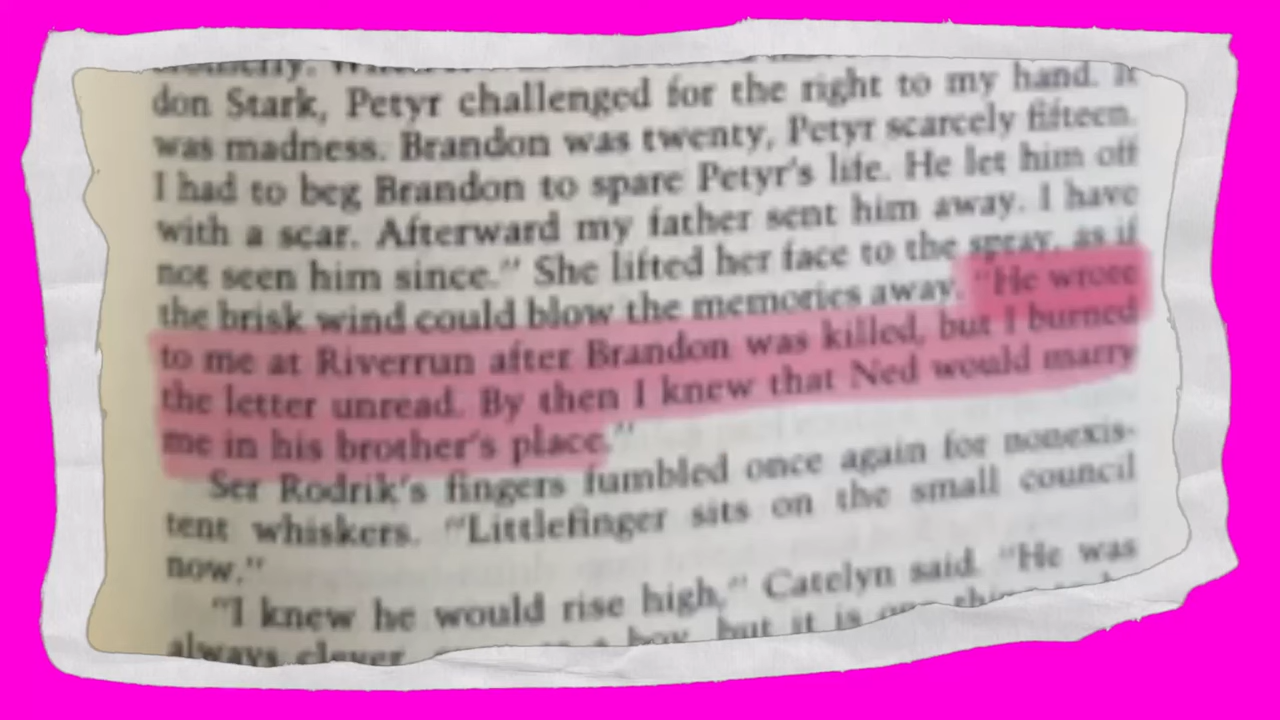 don Stark, Petyr challenged for the right to my hand. It
was madness. Brandon was twenty, Petyr scarcely fifteen.
I had to beg Brandon to spare Petyr's life. He let him off
with a scar. Afterward my father sent him away. I have
not seen him since." She lifted her face to the spray, as if
the brisk wind could blow the memories away. "He wrote
to me at Riverrun after Brandon was killed, but I burned
the letter unread. By then I knew that Ned would marry
me in his brother's place."
Ser Rodrik's fingers fumbled once again for nonexis-
tent whiskers. "Littlefinger sits on the small council
now."
"I knew he would rise high," Catelyn said. "He was
always clever, boy, but it is